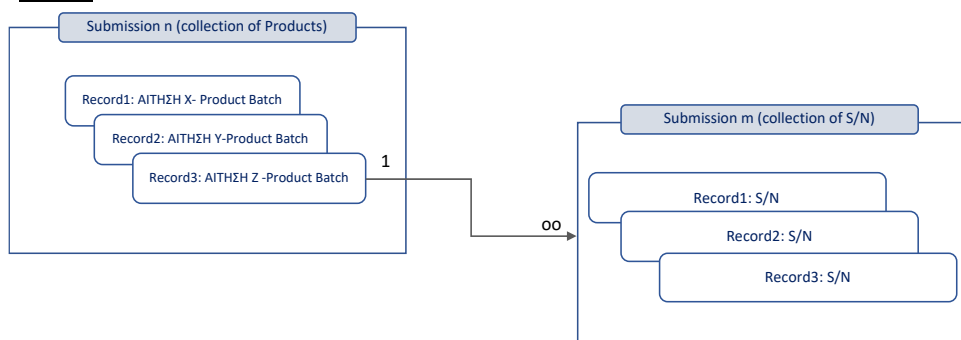 Submission n (collection of Products)
Record1: ΑΙΤΗΣΗ X- Product Batch
Record2: ΑΙΤΗΣΗ Y-Product Batch
Record3: ΑΙΤΗΣΗ Z -Product Batch
1
oo
Submission m (collection of S/N)
Record1: S/N
Record2: S/N
Record3: S/N